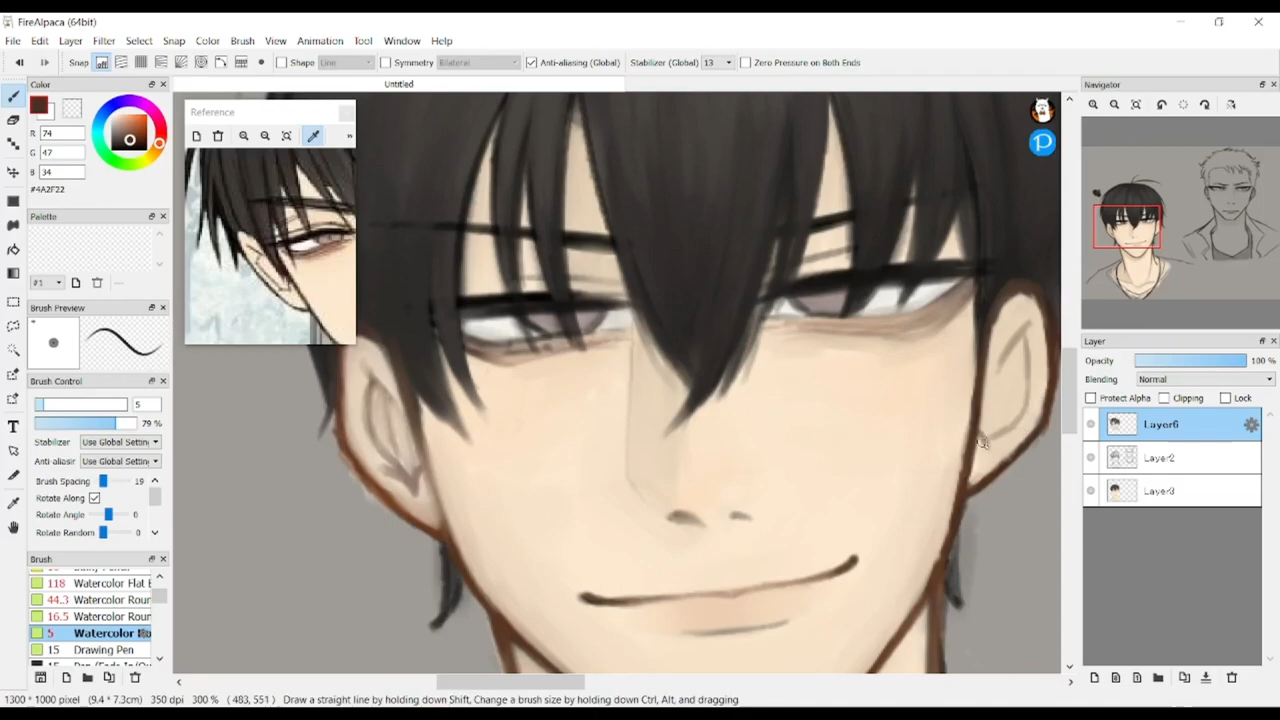 FireAlpaca (64bit)
File Edit Layer Filter Select Snap Color Brush View Animation Tool Window Help
Snap off Shape Line Symmetry Bilateral Anti-aliasing (Global) Stabilizer (Global) 13 Zero Pressure on Both Ends
Color
R 74
G 47
B 34
#4A2F22
Palette
#1
Brush Preview
Brush Control
5
79 %
Stabilizer Use Global Settin
Anti-aliasir Use Global Settin
Brush Spacing 19
Rotate Along
Rotate Angle 0
Rotate Random 0
Brush
118 Watercolor Flat
44.3 Watercolor Roun
16.5 Watercolor Roun
5 Watercolor
15 Drawing Pen
Untitled
Reference
»
Navigator
Layer
Opacity 100 %
Blending Normal
Protect Alpha Clipping Lock
Layer6
Layer2
Layer3
1300 * 1000 pixel (9.4 * 7.3cm) 350 dpi 300 % ( 483, 551 ) Draw a straight line by holding down Shift, Change a brush size by holding down Ctrl, Alt, and dragging